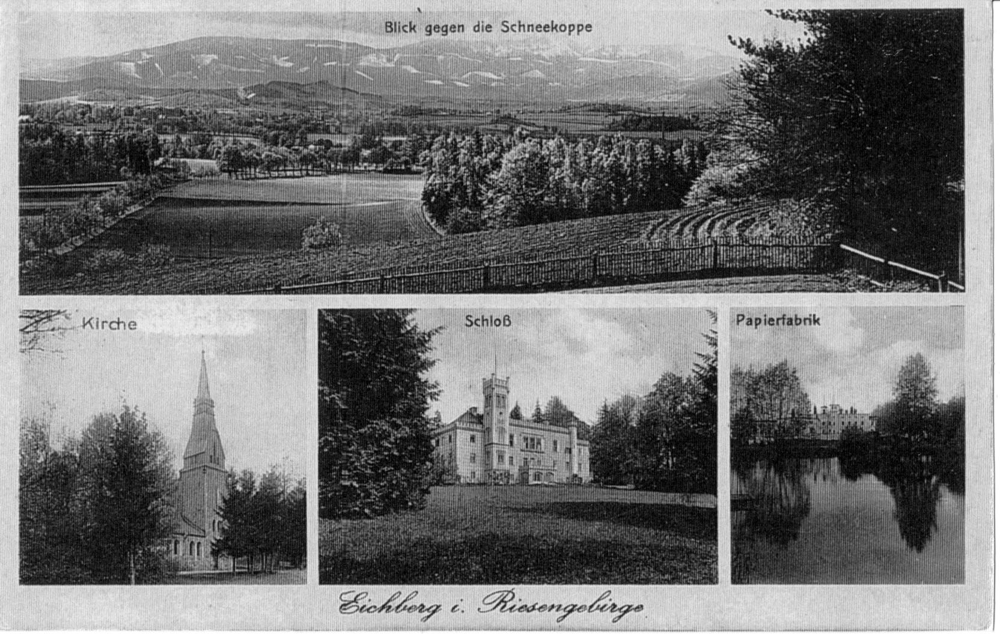 Blick gegen die Schneekoppe
Kirche
Schloß
Papierfabrik
Eichberg i. Riesengebirge